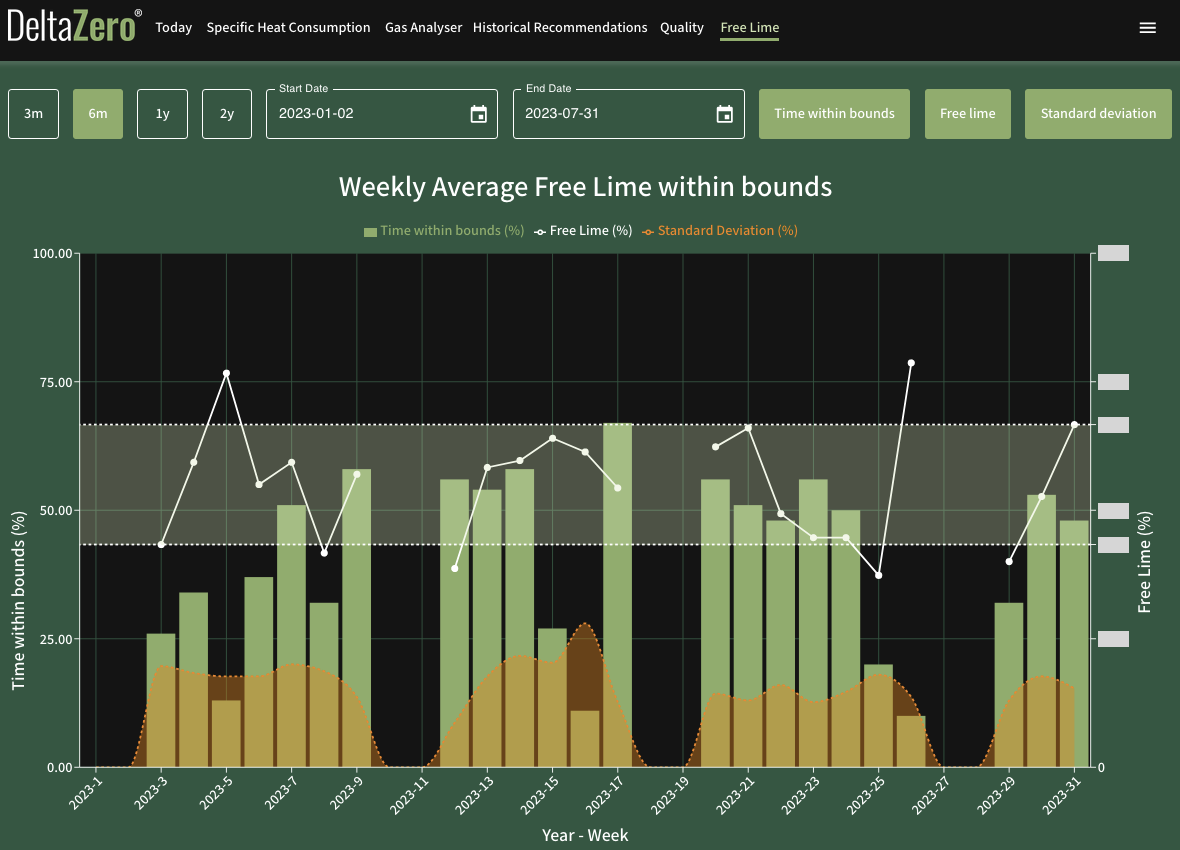 DeltaZero® Today Specific Heat Consumption Gas Analyser Historical Recommendations Quality Free Lime
Start Date End Date
3m 6m 1y 2y 2023-01-02 2023-07-31 Time within bounds Free lime Standard deviation
Weekly Average Free Lime within bounds
Time within bounds (%) Free Lime (%) Standard Deviation (%)
100.00
75.00
50.00
25.00
0.00
0
Time within bounds (%)
Free Lime (%)
2023-1 2023-3 2023-5 2023-7 2023-9 2023-11 2023-13 2023-15 2023-17 2023-19 2023-21 2023-23 2023-25 2023-27 2023-29 2023-31
Year - Week